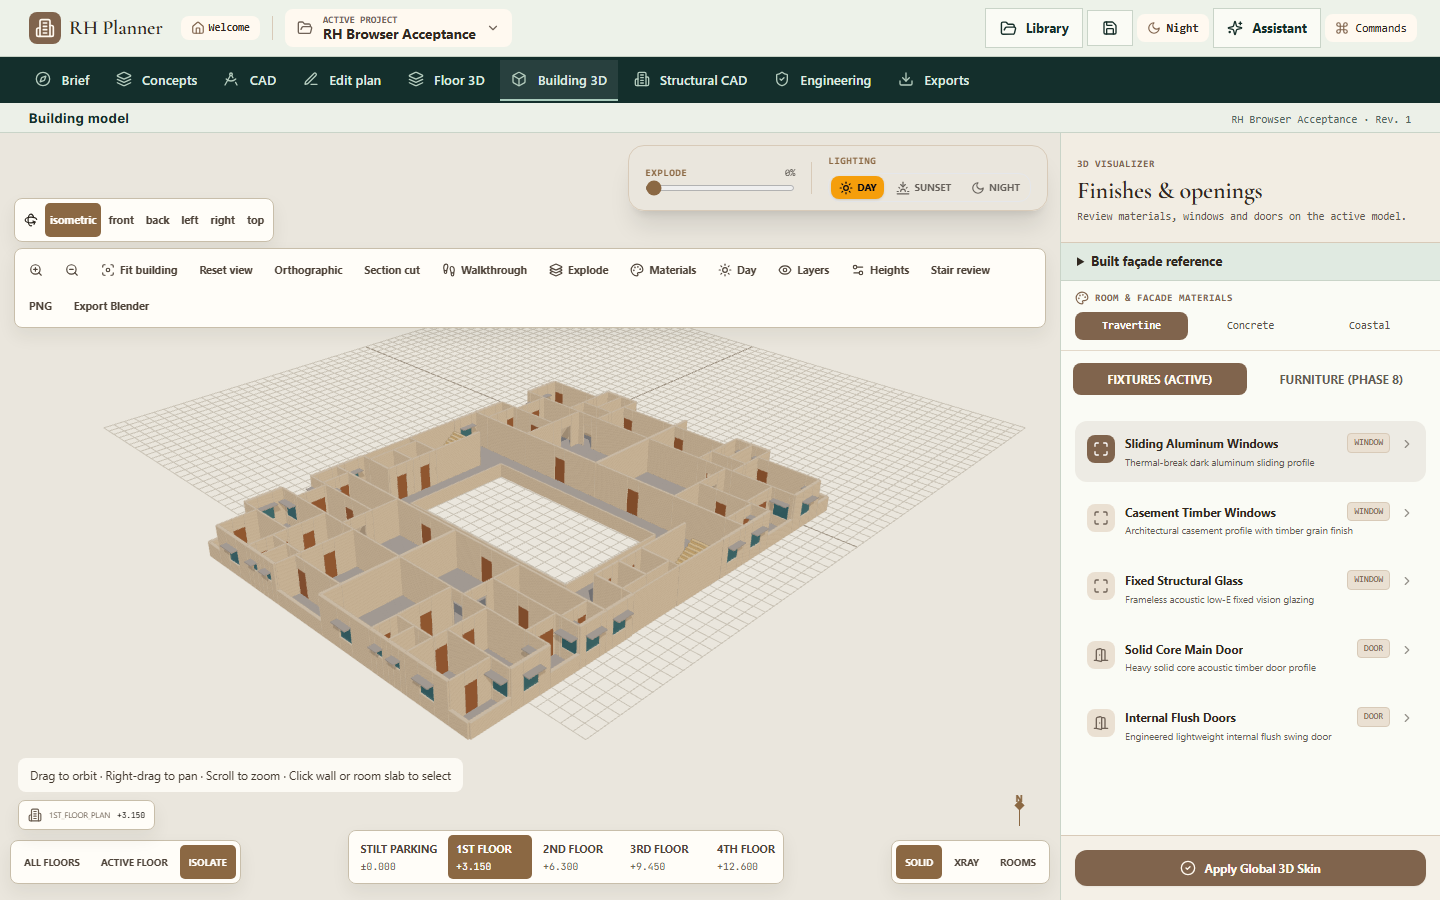 RH Planner
Welcome
ACTIVE PROJECT
RH Browser Acceptance
Library
Night
Assistant
Commands
Brief
Concepts
CAD
Edit plan
Floor 3D
Building 3D
Structural CAD
Engineering
Exports
Building model
RH Browser Acceptance · Rev. 1
EXPLODE
0%
LIGHTING
DAY
SUNSET
NIGHT
isometric
front
back
left
right
top
Fit building
Reset view
Orthographic
Section cut
Walkthrough
Explode
Materials
Day
Layers
Heights
Stair review
PNG
Export Blender
3D VISUALIZER
Finishes & openings
Review materials, windows and doors on the active model.
Built façade reference
ROOM & FACADE MATERIALS
Travertine
Concrete
Coastal
FIXTURES (ACTIVE)
FURNITURE (PHASE 8)
Sliding Aluminum Windows
WINDOW
Thermal-break dark aluminum sliding profile
Casement Timber Windows
WINDOW
Architectural casement profile with timber grain finish
Fixed Structural Glass
WINDOW
Frameless acoustic low-E fixed vision glazing
Solid Core Main Door
DOOR
Heavy solid core acoustic timber door profile
Internal Flush Doors
DOOR
Engineered lightweight internal flush swing door
Apply Global 3D Skin
Drag to orbit · Right-drag to pan · Scroll to zoom · Click wall or room slab to select
1ST_FLOOR_PLAN
+3.150
N
ALL FLOORS
ACTIVE FLOOR
ISOLATE
STILT PARKING
±0.000
1ST FLOOR
+3.150
2ND FLOOR
+6.300
3RD FLOOR
+9.450
4TH FLOOR
+12.600
SOLID
XRAY
ROOMS